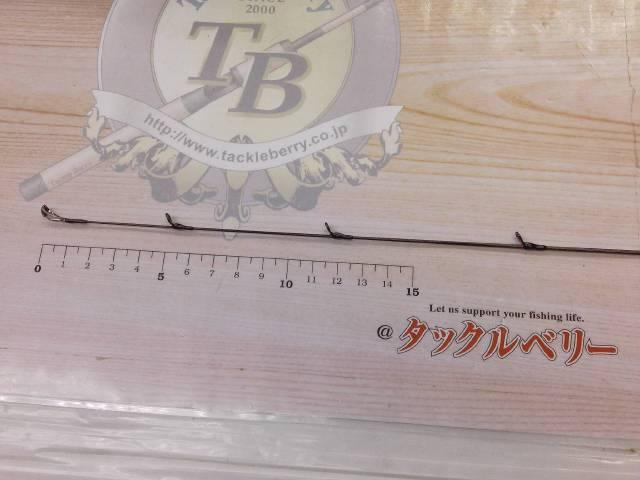 2000
TB
http://www.tackleberry.co.jp
0 1 2 3 4 5 6 7 8 9 10 11 12 13 14 15
Let us support your fishing life.
@タックルベリー